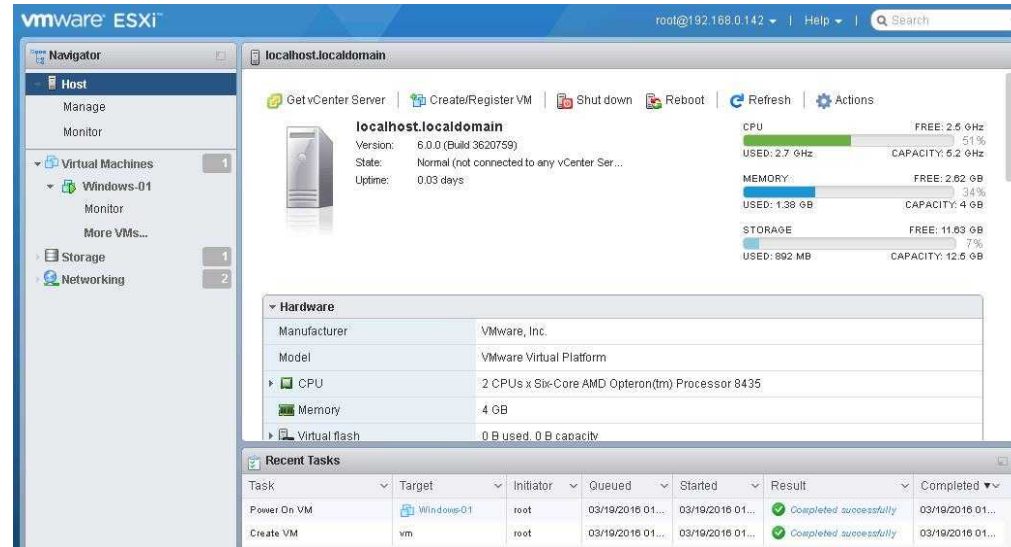 vmware ESXi™
root@192.168.0.142 | Help | Search
Navigator
Host
Manage
Monitor
Virtual Machines 1
Windows-01
Monitor
More VMs...
Storage 1
Networking 2
localhost.localdomain
Get vCenter Server | Create/Register VM | Shut down Reboot | Refresh | Actions
localhost.localdomain
Version: 6.0.0 (Build 3620759)
State: Normal (not connected to any vCenter Ser...
Uptime: 0.03 days
CPU FREE: 2.5 GHz
51%
USED: 2.7 GHz CAPACITY: 5.2 GHz
MEMORY FREE: 2.62 GB
34%
USED: 1.38 GB CAPACITY: 4 GB
STORAGE FREE: 11.63 GB
7%
USED: 892 MB CAPACITY: 12.5 GB
Hardware
Manufacturer VMware, Inc.
Model VMware Virtual Platform
CPU 2 CPUs x Six-Core AMD Opteron(tm) Processor 8435
Memory 4 GB
Virtual flash 0 B used, 0 B capacity
Recent Tasks
Task Target Initiator Queued Started Result Completed
Power On VM Windows-01 root 03/19/2016 01... 03/19/2016 01... Completed successfully 03/19/2016 01...
Create VM vm root 03/19/2016 01... 03/19/2016 01... Completed successfully 03/19/2016 01...